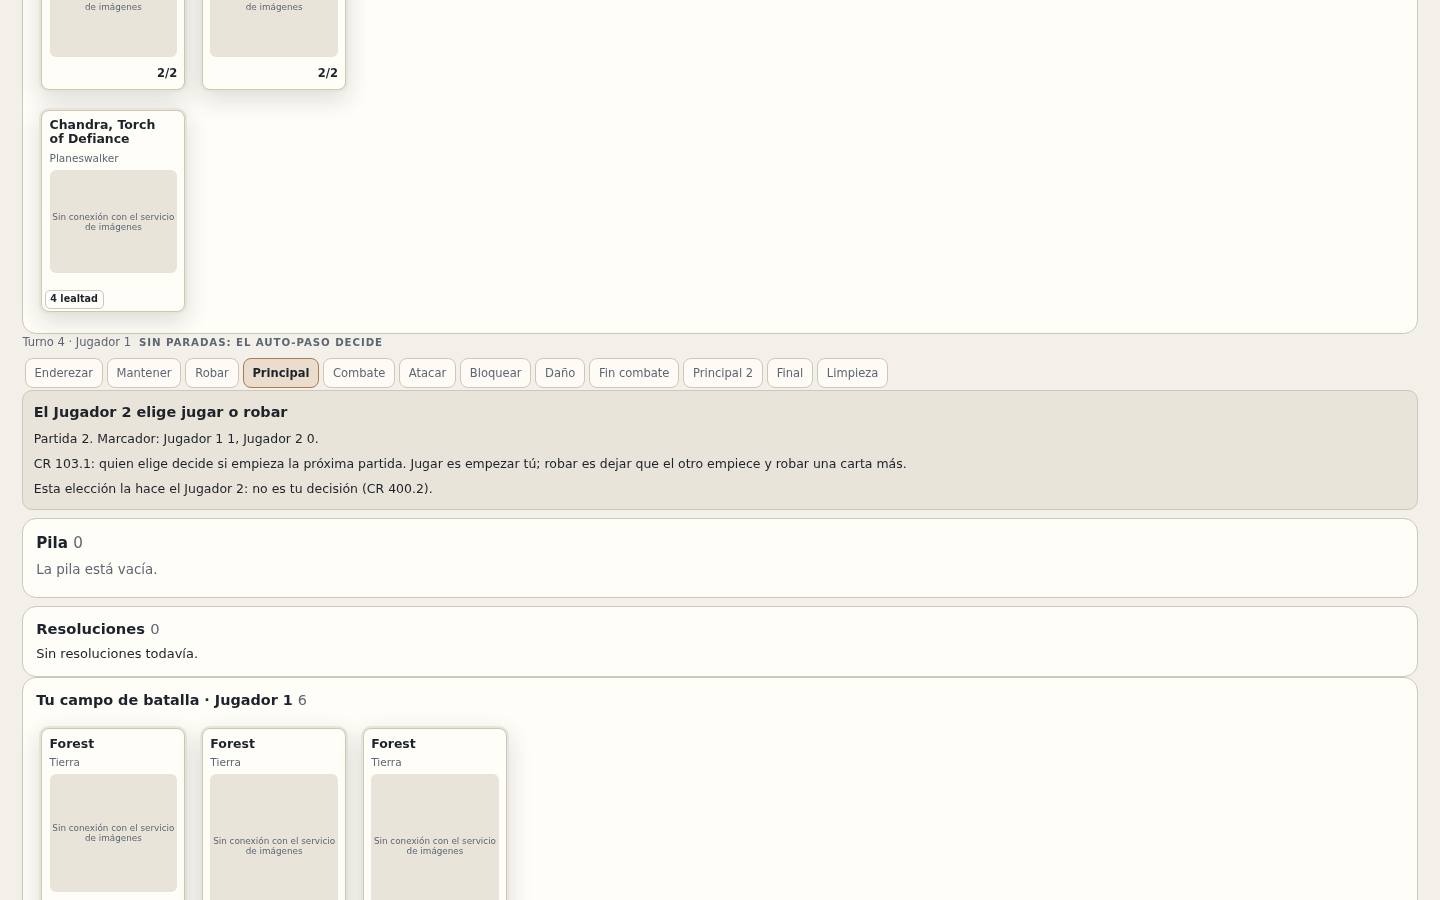 de imágenes
de imágenes
2/2
2/2
Chandra, Torch
of Defiance
Planeswalker
Sin conexión con el servicio
de imágenes
4 lealtad
Turno 4 · Jugador 1 SIN PARADAS: EL AUTO-PASO DECIDE
Enderezar Mantener Robar Principal Combate Atacar Bloquear Daño Fin combate Principal 2 Final Limpieza
El Jugador 2 elige jugar o robar
Partida 2. Marcador: Jugador 1 1, Jugador 2 0.
CR 103.1: quien elige decide si empieza la próxima partida. Jugar es empezar tú; robar es dejar que el otro empiece y robar una carta más.
Esta elección la hace el Jugador 2: no es tu decisión (CR 400.2).
Pila 0
La pila está vacía.
Resoluciones 0
Sin resoluciones todavía.
Tu campo de batalla · Jugador 1 6
Forest
Tierra
Sin conexión con el servicio
de imágenes
Forest
Tierra
Sin conexión con el servicio
de imágenes
Forest
Tierra
Sin conexión con el servicio
de imágenes